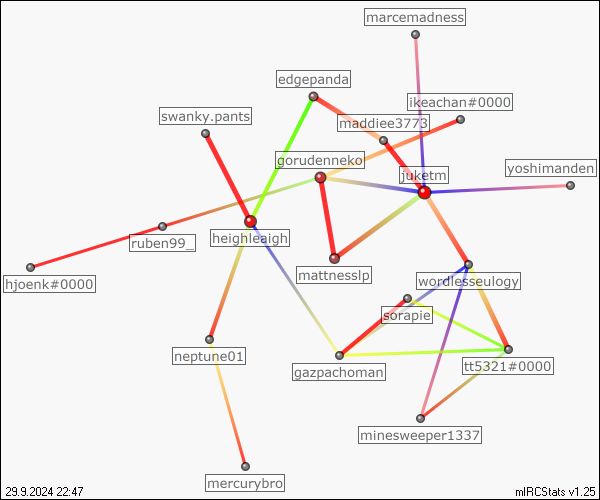 marcemadness
edgepanda
ikeachan#0000
swanky.pants
maddiee3773
gorudenneko
yoshimanden
juketm
ruben99_
heighleaigh
mattnesslp
hjoenk#0000
wordlesseulogy
sorapie
neptune01
gazpachoman
tt5321#0000
minesweeper1337
mercurybro
29.9.2024 22:47
mIRCStats v1.25